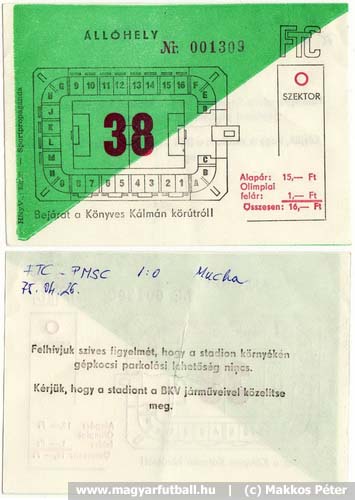 ÁLLÓHELY
Nr. 001309
FTC
O
SZEKTOR
G 9 10 11 12 13 14 15 16 A
38
G 8 7 6 5 4 3 2 1 A
Alapár: 15,— Ft
Olimpiai
felár: 1,— Ft
Összesen: 16,— Ft
Bejárat a Könyves Kálmán körútról!
FTC - PMSC 1:0 Mucha
75. 04. 26.
Felhívjuk szíves figyelmét, hogy a stadion környékén
gépkocsi parkolási lehetőség nincs.
Kérjük, hogy a stadiont a BKV járműveivel közelítse
meg.
www.magyarfutball.hu | (c) Makkos Péter